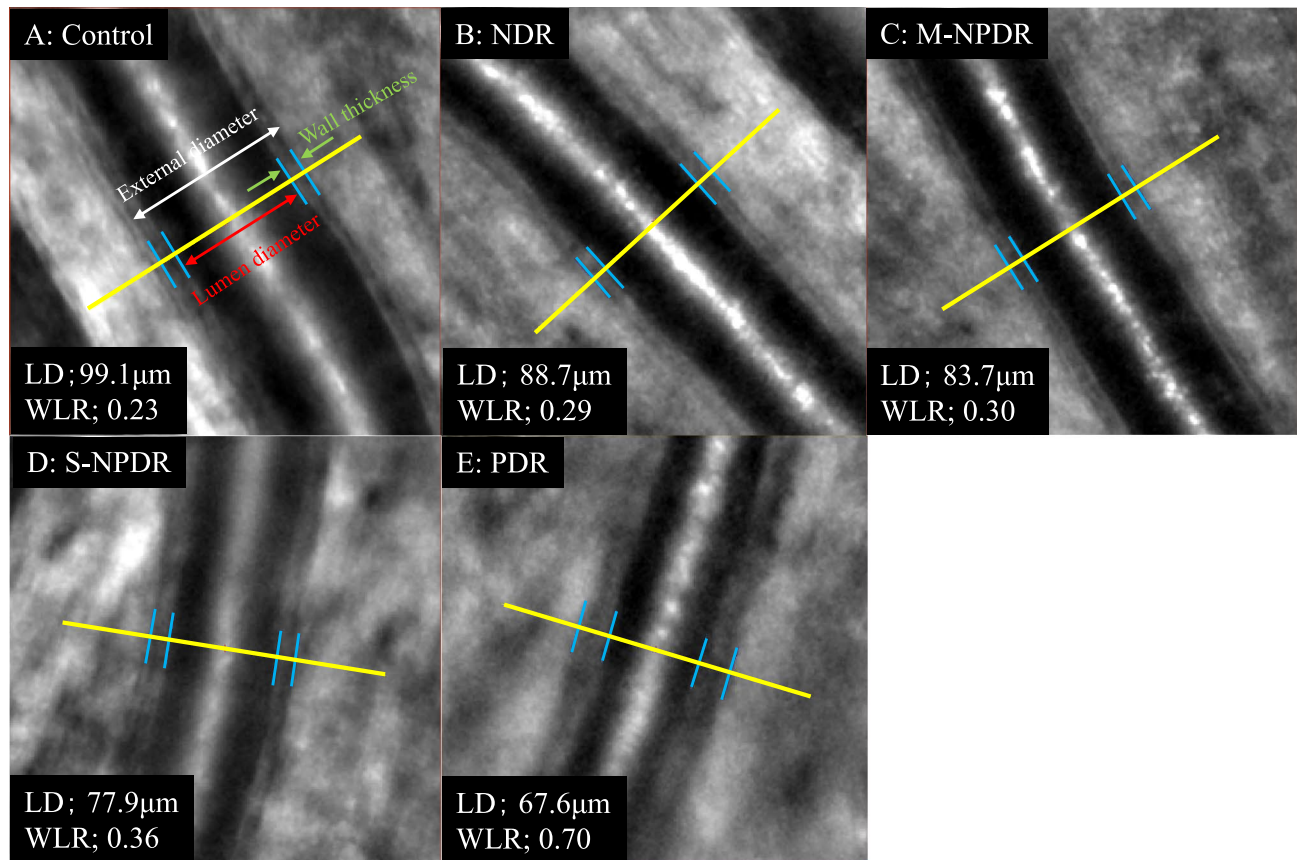 A: Control
External diameter
Wall thickness
Lumen diameter
LD ; 99.1μm
WLR; 0.23
B: NDR
LD ; 88.7μm
WLR; 0.29
C: M-NPDR
LD ; 83.7μm
WLR; 0.30
D: S-NPDR
LD ; 77.9μm
WLR; 0.36
E: PDR
LD ; 67.6μm
WLR; 0.70